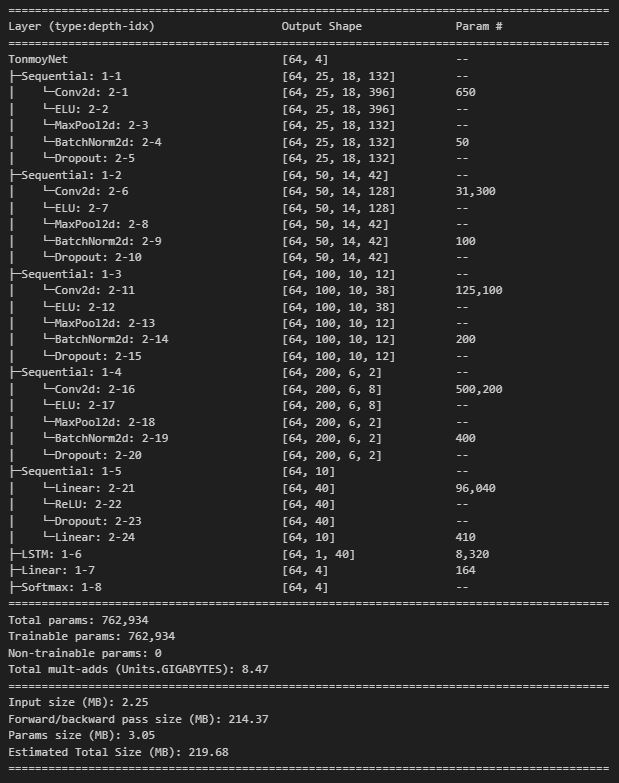 ==========================================================================================
Layer (type:depth-idx)                   Output Shape              Param #
==========================================================================================
TonmoyNet                                [64, 4]                   --
├─Sequential: 1-1                        [64, 25, 18, 132]         --
│    └─Conv2d: 2-1                       [64, 25, 18, 396]         650
│    └─ELU: 2-2                          [64, 25, 18, 396]         --
│    └─MaxPool2d: 2-3                    [64, 25, 18, 132]         --
│    └─BatchNorm2d: 2-4                  [64, 25, 18, 132]         50
│    └─Dropout: 2-5                      [64, 25, 18, 132]         --
├─Sequential: 1-2                        [64, 50, 14, 42]          --
│    └─Conv2d: 2-6                       [64, 50, 14, 128]         31,300
│    └─ELU: 2-7                          [64, 50, 14, 128]         --
│    └─MaxPool2d: 2-8                    [64, 50, 14, 42]          --
│    └─BatchNorm2d: 2-9                  [64, 50, 14, 42]          100
│    └─Dropout: 2-10                     [64, 50, 14, 42]          --
├─Sequential: 1-3                        [64, 100, 10, 12]         --
│    └─Conv2d: 2-11                      [64, 100, 10, 38]         125,100
│    └─ELU: 2-12                         [64, 100, 10, 38]         --
│    └─MaxPool2d: 2-13                   [64, 100, 10, 12]         --
│    └─BatchNorm2d: 2-14                 [64, 100, 10, 12]         200
│    └─Dropout: 2-15                     [64, 100, 10, 12]         --
├─Sequential: 1-4                        [64, 200, 6, 2]           --
│    └─Conv2d: 2-16                      [64, 200, 6, 8]           500,200
│    └─ELU: 2-17                         [64, 200, 6, 8]           --
│    └─MaxPool2d: 2-18                   [64, 200, 6, 2]           --
│    └─BatchNorm2d: 2-19                 [64, 200, 6, 2]           400
│    └─Dropout: 2-20                     [64, 200, 6, 2]           --
├─Sequential: 1-5                        [64, 10]                  --
│    └─Linear: 2-21                      [64, 40]                  96,040
│    └─ReLU: 2-22                        [64, 40]                  --
│    └─Dropout: 2-23                     [64, 40]                  --
│    └─Linear: 2-24                      [64, 10]                  410
├─LSTM: 1-6                              [64, 1, 40]               8,320
├─Linear: 1-7                            [64, 4]                   164
├─Softmax: 1-8                           [64, 4]                   --
==========================================================================================
Total params: 762,934
Trainable params: 762,934
Non-trainable params: 0
Total mult-adds (Units.GIGABYTES): 8.47
==========================================================================================
Input size (MB): 2.25
Forward/backward pass size (MB): 214.37
Params size (MB): 3.05
Estimated Total Size (MB): 219.68
==========================================================================================